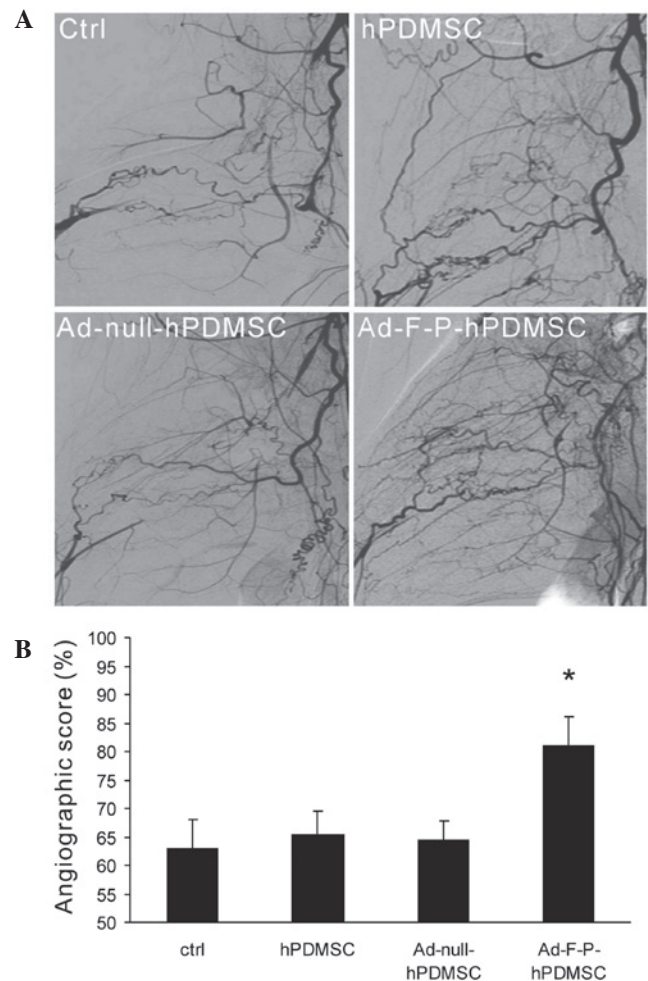 A
Ctrl
hPDMSC
Ad-null-hPDMSC
Ad-F-P-hPDMSC
B
Angiographic score (%)
100
95
90
85
80
75
70
65
60
55
50
*
ctrl
hPDMSC
Ad-null-
hPDMSC
Ad-F-P-
hPDMSC